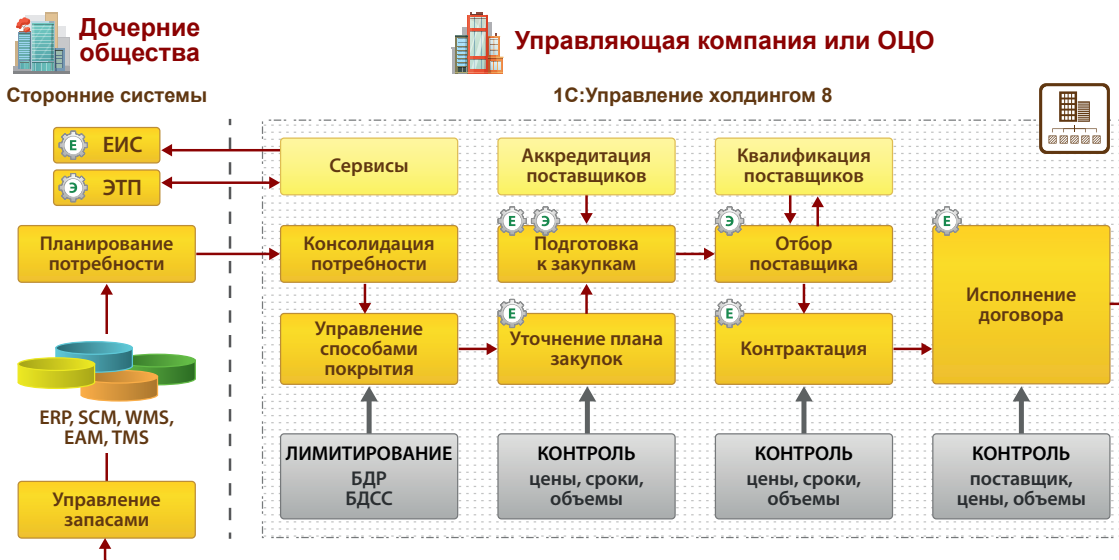 Дочерние
общества
Управляющая компания или ОЦО
Сторонние системы
1С:Управление холдингом 8
Е
ЕИС
Э
ЭТП
Сервисы
Аккредитация
поставщиков
Квалификация
поставщиков
Планирование
потребности
Консолидация
потребности
Е
Э
Подготовка
к закупкам
Э
Отбор
поставщика
Е
Исполнение
договора
Управление
способами
покрытия
Е
Уточнение плана
закупок
Е
Контрактация
ERP, SCM, WMS,
EAM, TMS
ЛИМИТИРОВАНИЕ
БДР
БДСС
КОНТРОЛЬ
цены, сроки,
объемы
КОНТРОЛЬ
цены, сроки,
объемы
КОНТРОЛЬ
поставщик,
цены, объемы
Управление
запасами